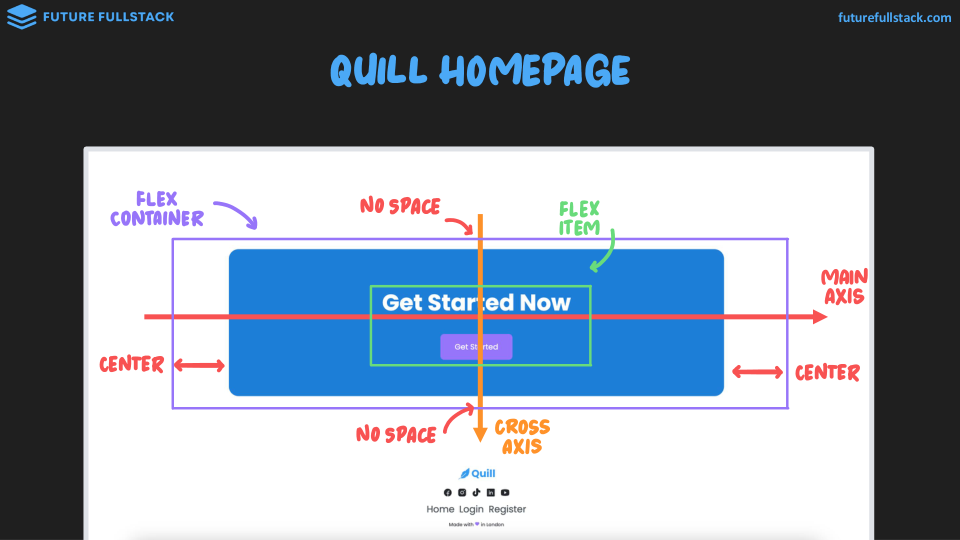 FUTURE FULLSTACK
futurefullstack.com
QUILL HOMEPAGE
FLEX
CONTAINER
NO SPACE
FLEX
ITEM
MAIN
AXIS
Get Started Now
Get Started
CENTER
CENTER
NO SPACE
CROSS
AXIS
Quill
Home Login Register
Made with 💜 in London